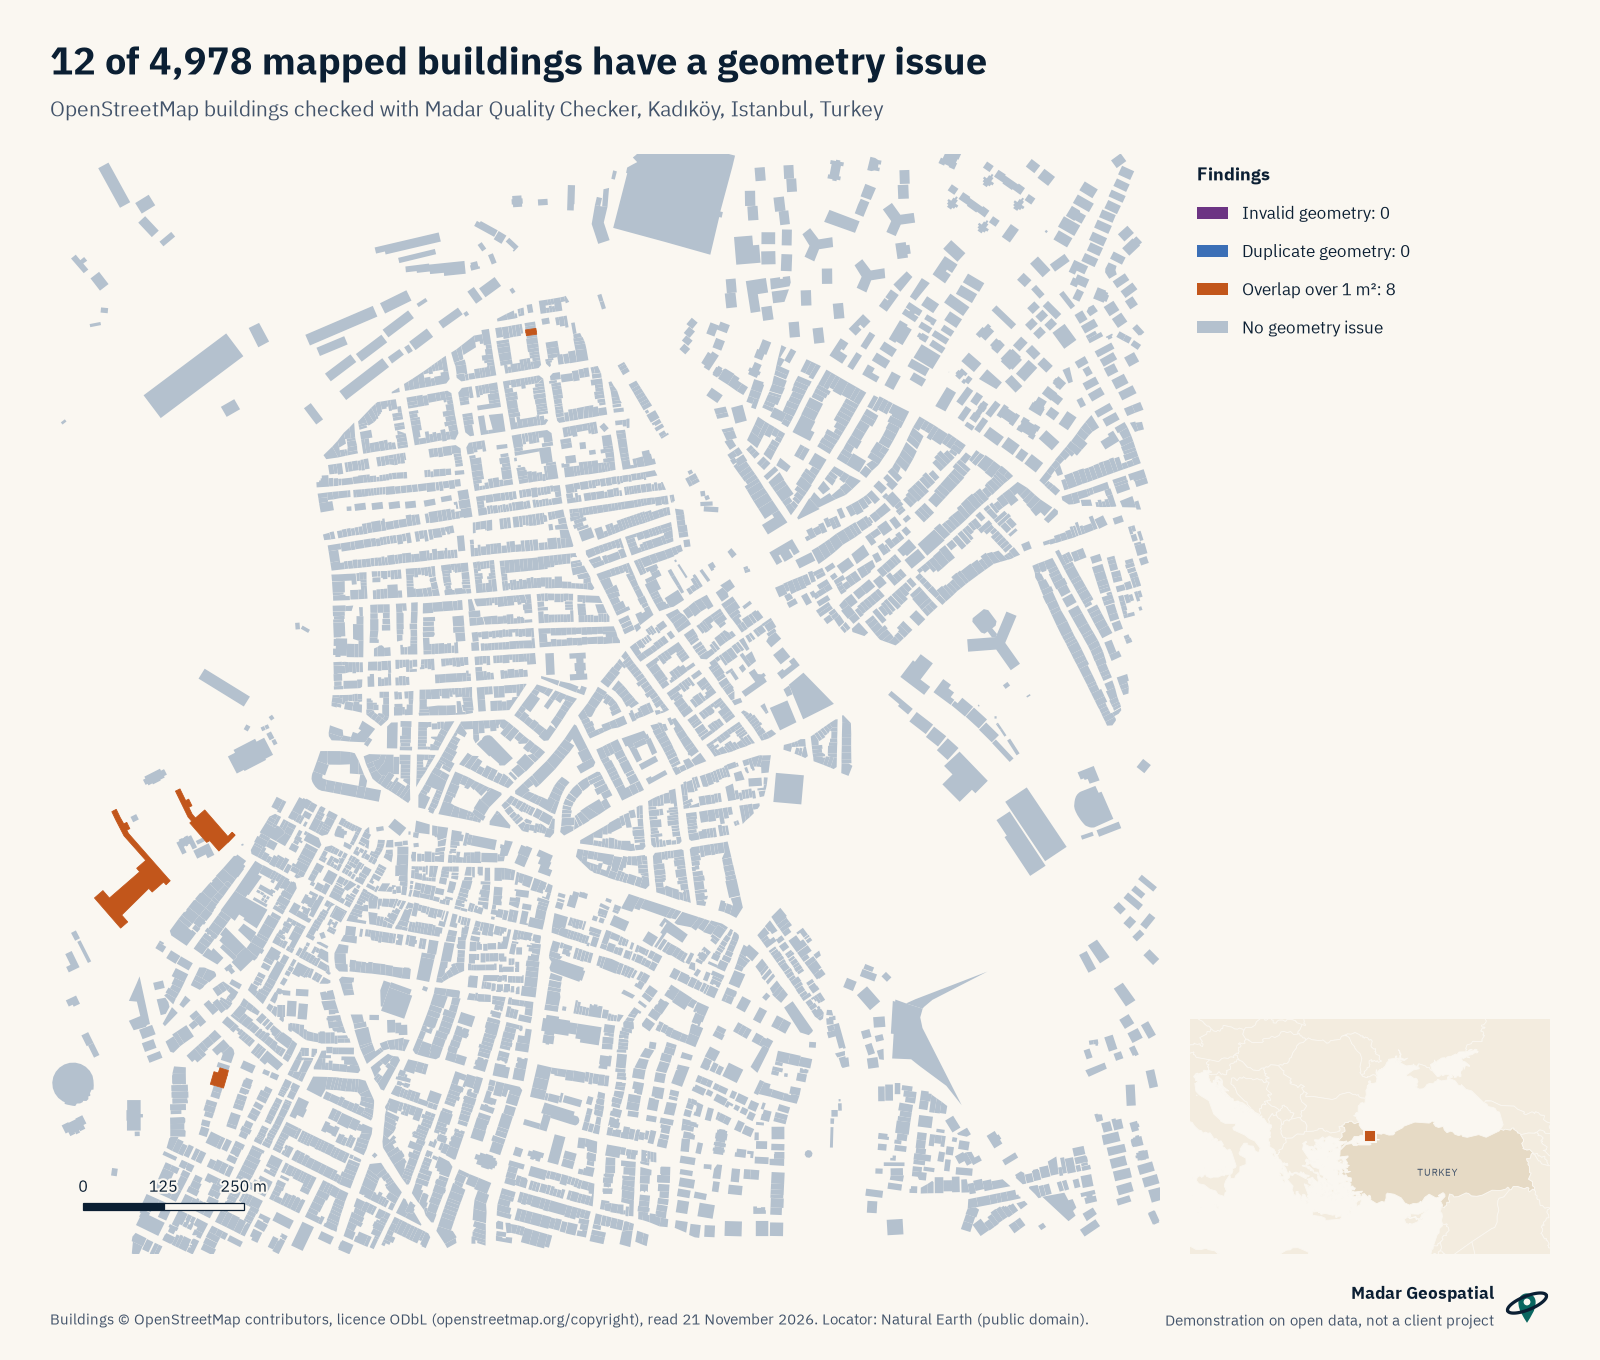 12 of 4,978 mapped buildings have a geometry issue
OpenStreetMap buildings checked with Madar Quality Checker, Kadıköy, Istanbul, Turkey
Findings
Invalid geometry: 0
Duplicate geometry: 0
Overlap over 1 m²: 8
No geometry issue
TURKEY
0 125 250 m
Madar Geospatial
Buildings © OpenStreetMap contributors, licence ODbL (openstreetmap.org/copyright), read 21 November 2026. Locator: Natural Earth (public domain).
Demonstration on open data, not a client project